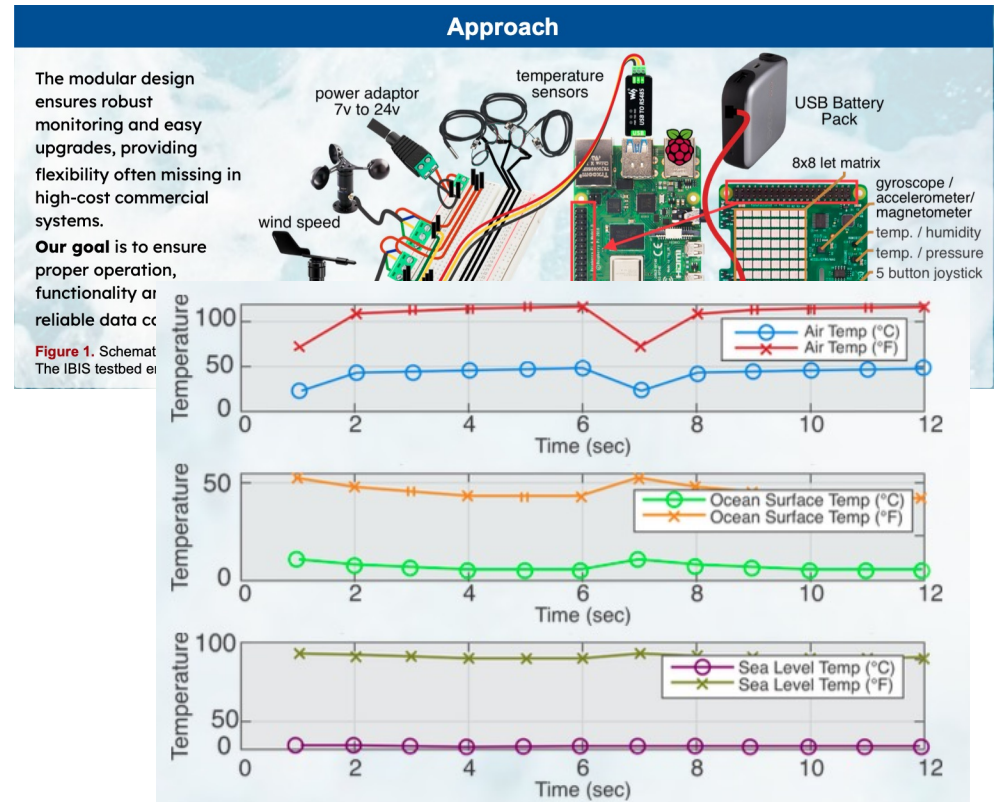 Approach
The modular design
ensures robust
monitoring and easy
upgrades, providing
flexibility often missing in
high-cost commercial
systems.
Our goal is to ensure
proper operation,
functionality
reliable data
Figure 1.
The IBIS testbed
power adaptor
7v to 24v
wind speed
temperature
sensors
USB TO RS485
USB
HDMI
USB Battery
Pack
8x8 let matrix
gyroscope /
accelerometer/
magnetometer
temp. / humidity
temp. / pressure
5 button joystick
Temperature
100
50
0
Air Temp (°C)
Air Temp (°F)
0 2 4 6 8 10 12
Time (sec)
Temperature
50
0
Ocean Surface Temp (°C)
Ocean Surface Temp (°F)
0 2 4 6 8 10 12
Time (sec)
Temperature
100
50
0
Sea Level Temp (°C)
Sea Level Temp (°F)
0 2 4 6 8 10 12
Time (sec)